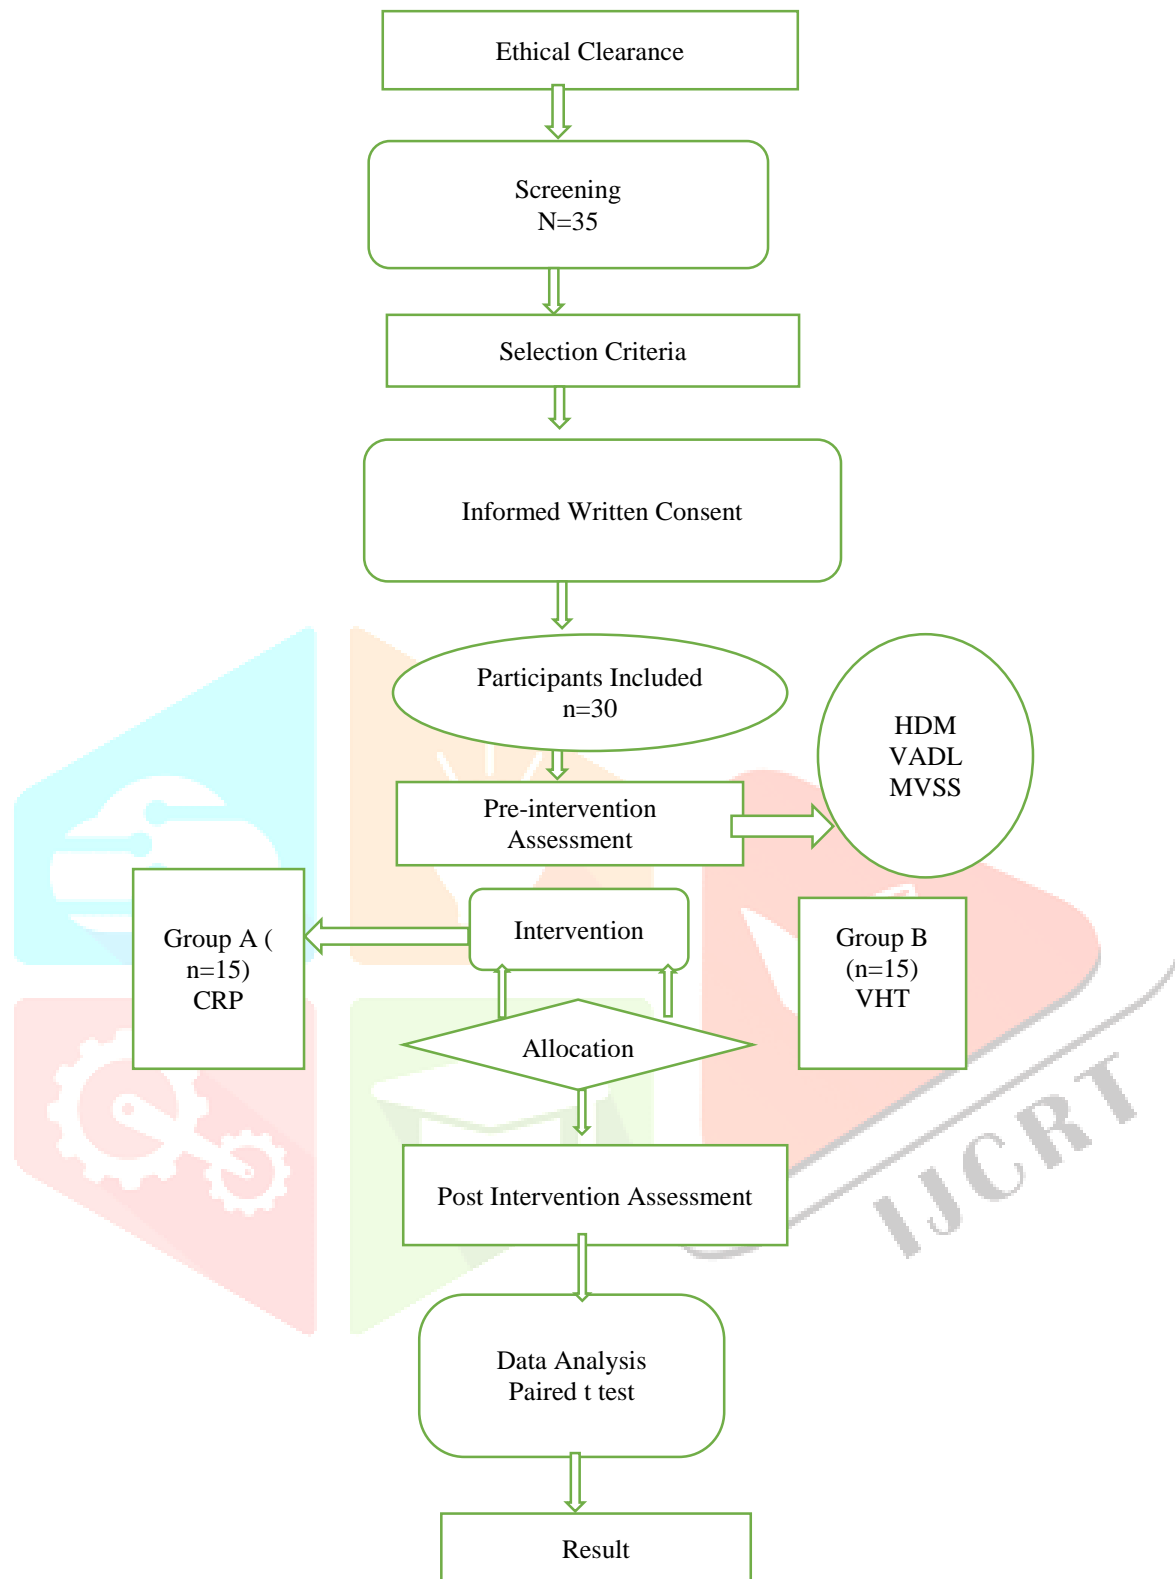 Ethical Clearance
Screening
N=35
Selection Criteria
Informed Written Consent
Participants Included
n=30
HDM
VADL
MVSS
Pre-intervention
Assessment
Group A (
n=15)
CRP
Intervention
Group B
(n=15)
VHT
Allocation
Post Intervention Assessment
IJCRT
Data Analysis
Paired t test
Result